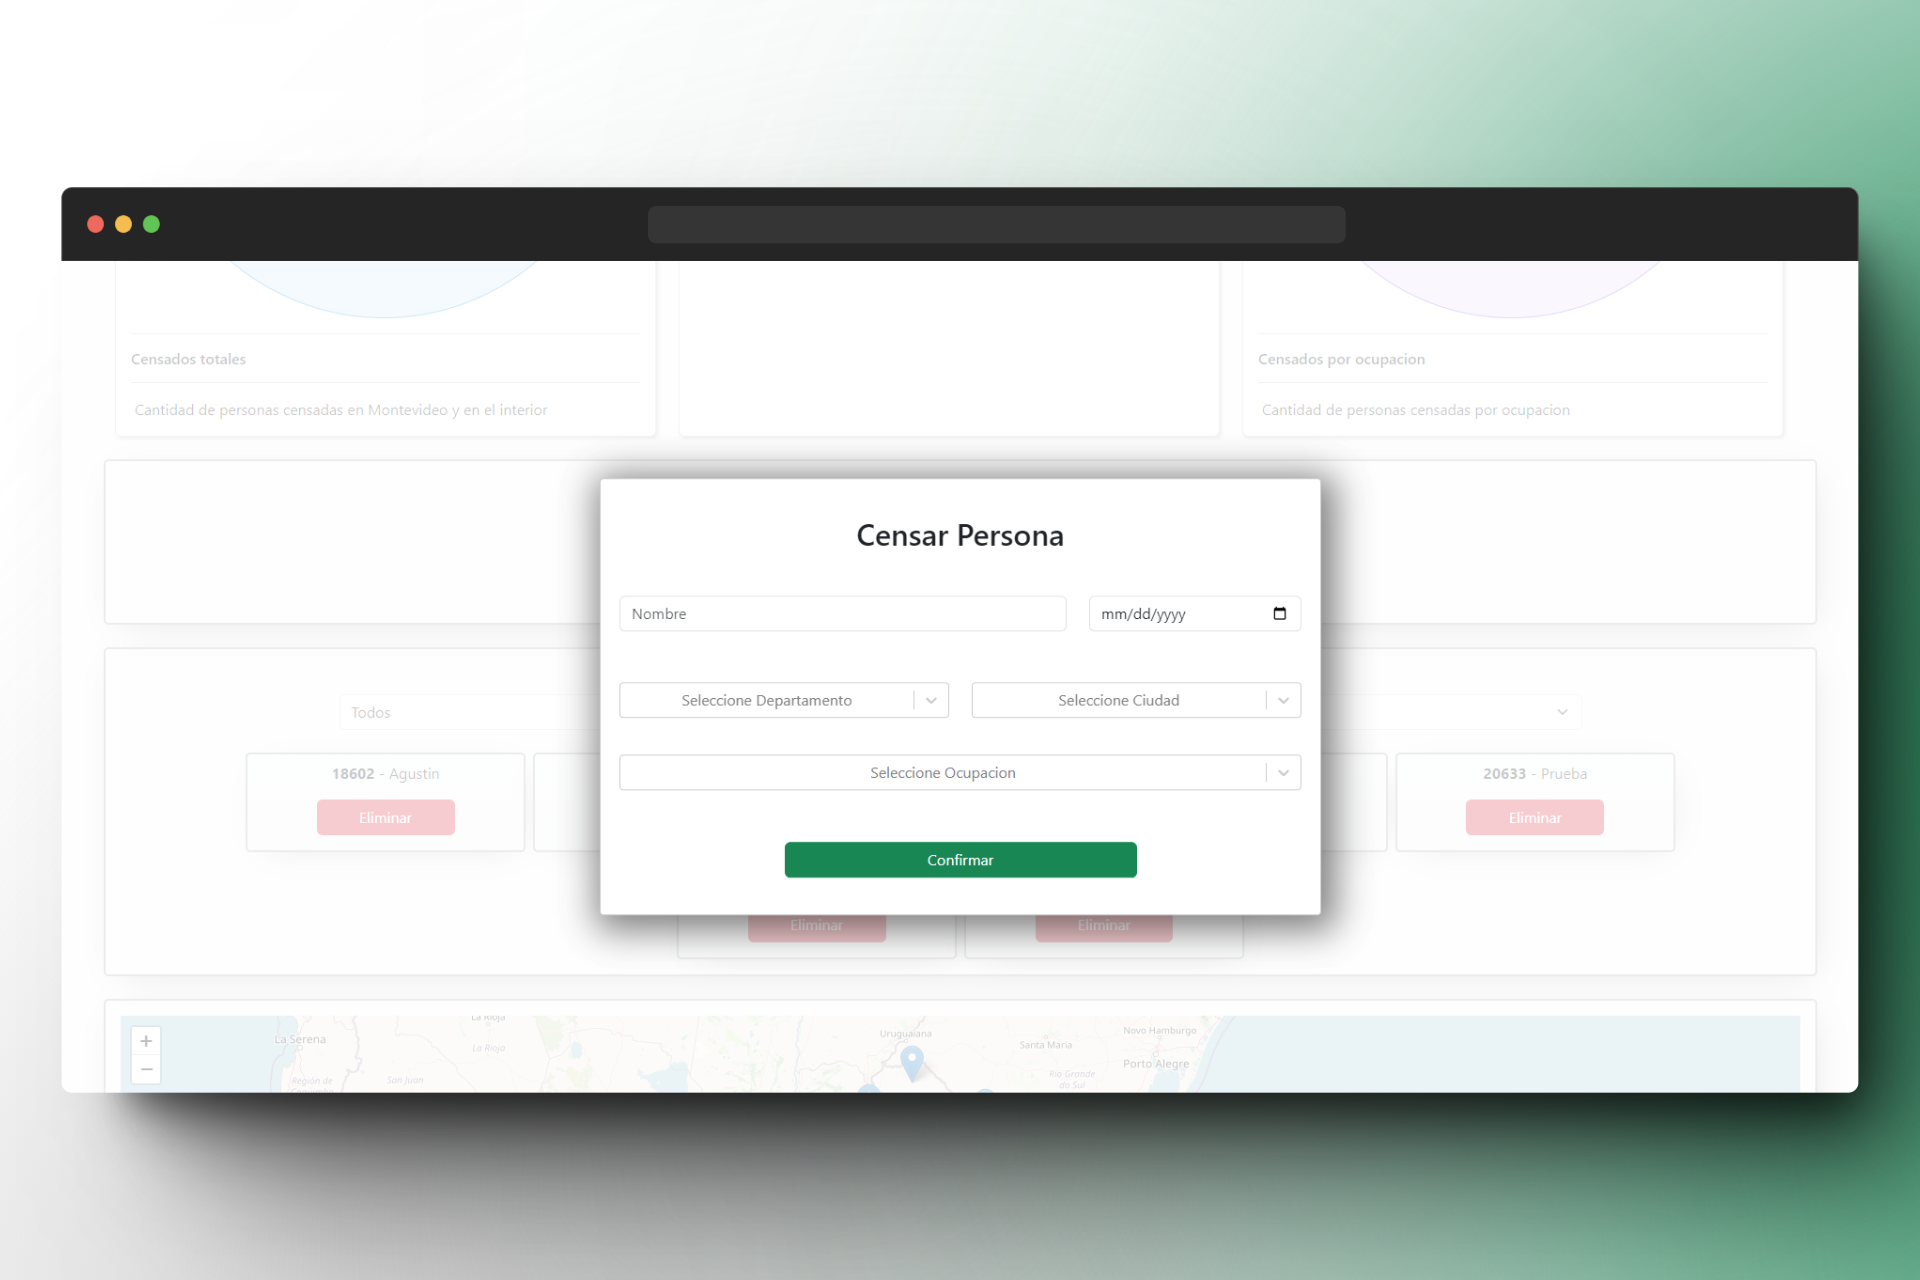 Censados totales
Cantidad de personas censadas en Montevideo y en el interior
Censados por ocupacion
Cantidad de personas censadas por ocupacion
Censar Persona
Nombre
mm/dd/yyyy
Seleccione Departamento
Seleccione Ciudad
Seleccione Ocupacion
Confirmar
Todos
18602 - Agustin
Eliminar
20633 - Prueba
Eliminar
Eliminar
Eliminar
+
−
La Serena
La Rioja
La Rioja
Región de
Coquimbo
San Juan
Uruguaiana
Santa Maria
Novo Hamburgo
Porto Alegre
Rio Grande
do Sul